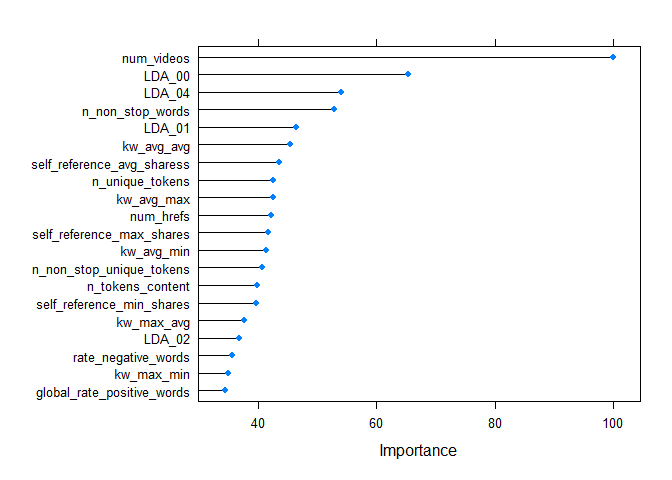 num_videos
LDA_00
LDA_04
n_non_stop_words
LDA_01
kw_avg_avg
self_reference_avg_sharess
n_unique_tokens
kw_avg_max
num_hrefs
self_reference_max_shares
kw_avg_min
n_non_stop_unique_tokens
n_tokens_content
self_reference_min_shares
kw_max_avg
LDA_02
rate_negative_words
kw_max_min
global_rate_positive_words
40 60 80 100
Importance